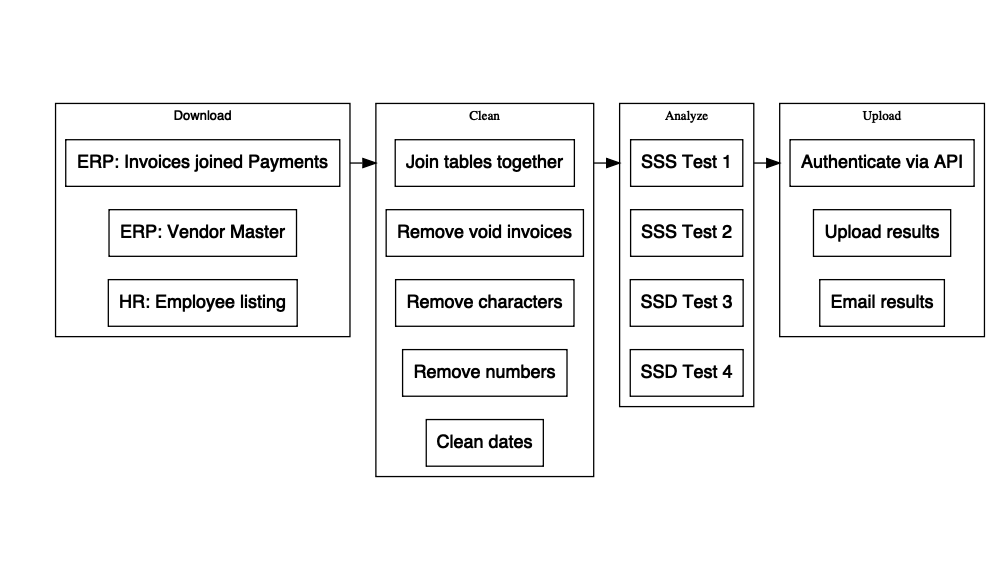 Download
ERP: Invoices joined Payments
ERP: Vendor Master
HR: Employee listing
Clean
Join tables together
Remove void invoices
Remove characters
Remove numbers
Clean dates
Analyze
SSS Test 1
SSS Test 2
SSD Test 3
SSD Test 4
Upload
Authenticate via API
Upload results
Email results